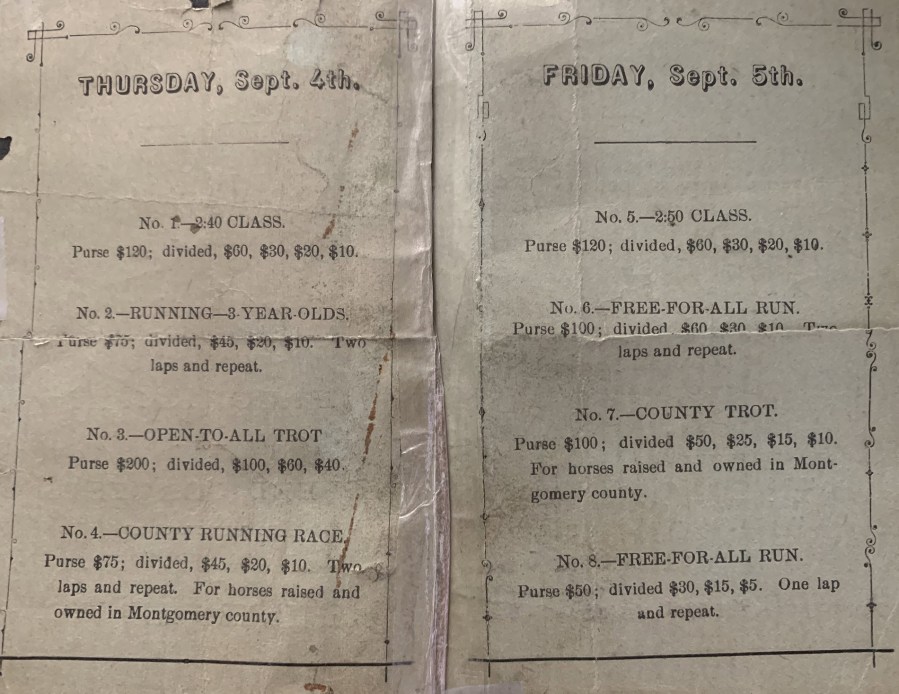 THURSDAY, Sept. 4th.
No. 1.—2:40 CLASS.
Purse $120; divided, $60, $30, $20, $10.
No. 2.—RUNNING—3-YEAR-OLDS.
Purse $75; divided, $45, $20, $10. Two
laps and repeat.
No. 3.—OPEN-TO-ALL TROT
Purse $200; divided, $100, $60, $40.
No. 4.—COUNTY RUNNING RACE.
Purse $75; divided, $45, $20, $10. Two
laps and repeat. For horses raised and
owned in Montgomery county.
FRIDAY, Sept. 5th.
No. 5.—2:50 CLASS.
Purse $120; divided, $60, $30, $20, $10.
No. 6.—FREE-FOR-ALL RUN.
Purse $100; divided $60 $30 $10 Two
laps and repeat.
No. 7.—COUNTY TROT.
Purse $100; divided $50, $25, $15, $10.
For horses raised and owned in Mont-
gomery county.
No. 8.—FREE-FOR-ALL RUN.
Purse $50; divided $30, $15, $5. One lap
and repeat.